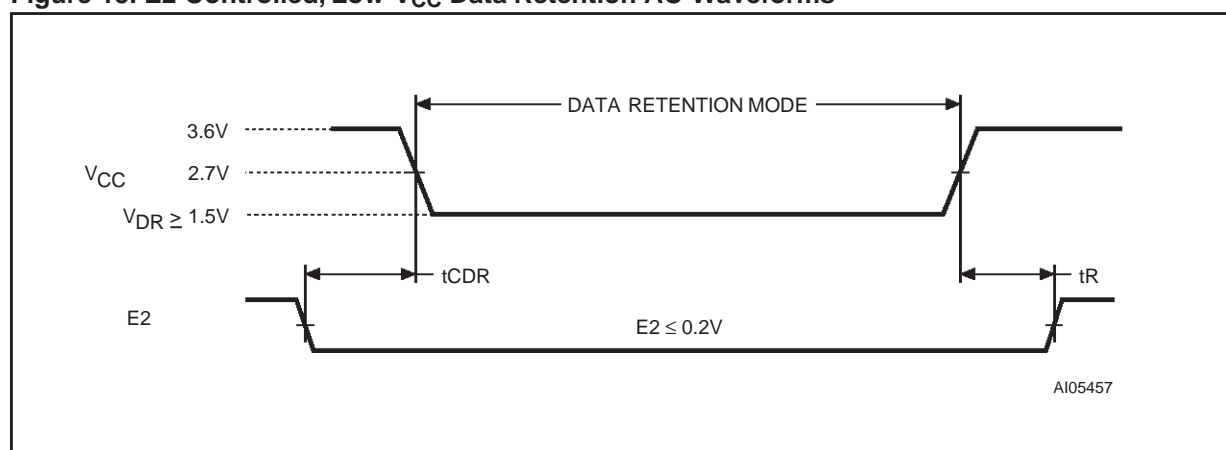 Figure 16. E2 Controlled, Low VCC Data Retention AC Waveforms
DATA RETENTION MODE
3.6V
VCC 2.7V
VDR ≥ 1.5V
tCDR
tR
E2
E2 ≤ 0.2V
AI05457